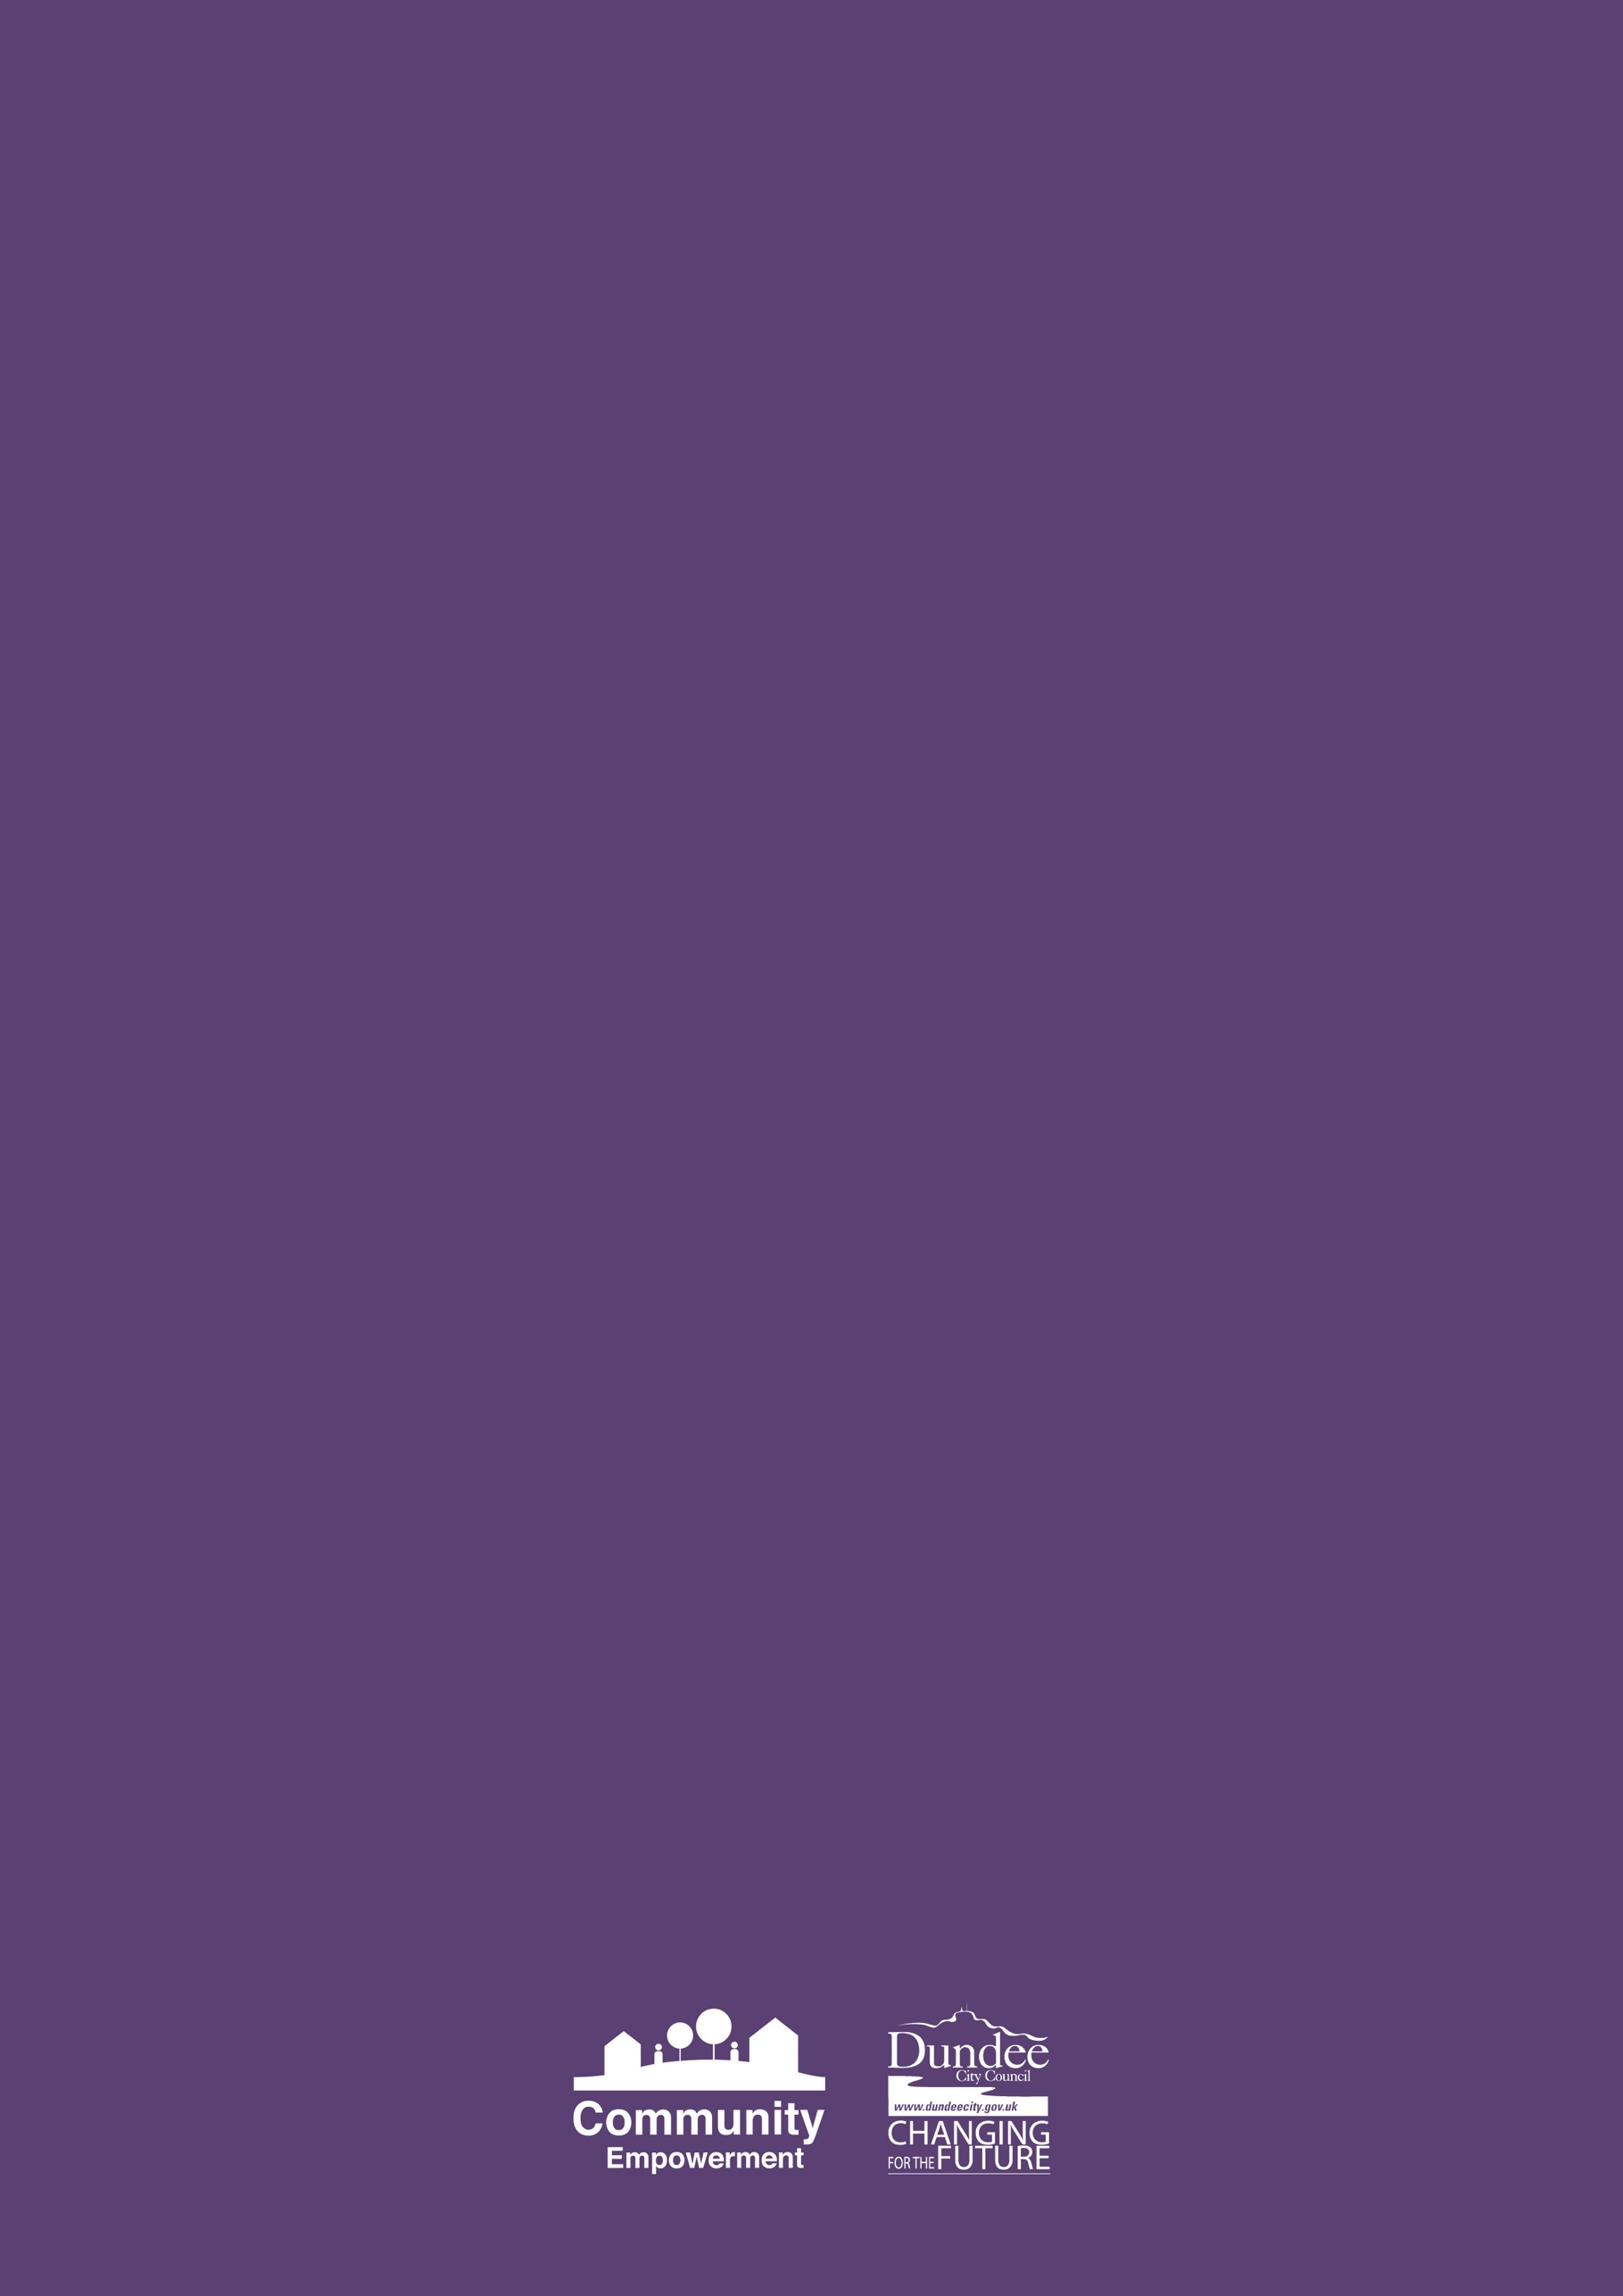 Community
Empowerment
Dundee
City Council
www.dundeecity.gov.uk
CHANGING
FOR THE FUTURE